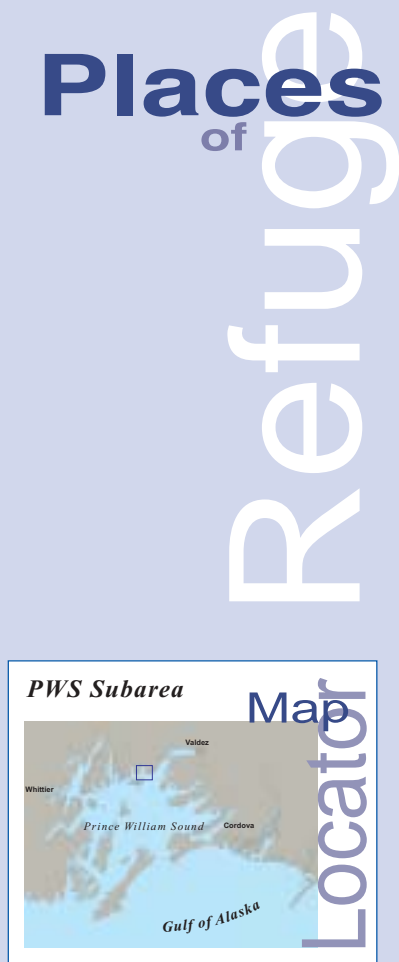 Places
of
Refuge
PWS Subarea
Map
Locator
Valdez
Whittier
Prince William Sound
Cordova
Gulf of Alaska